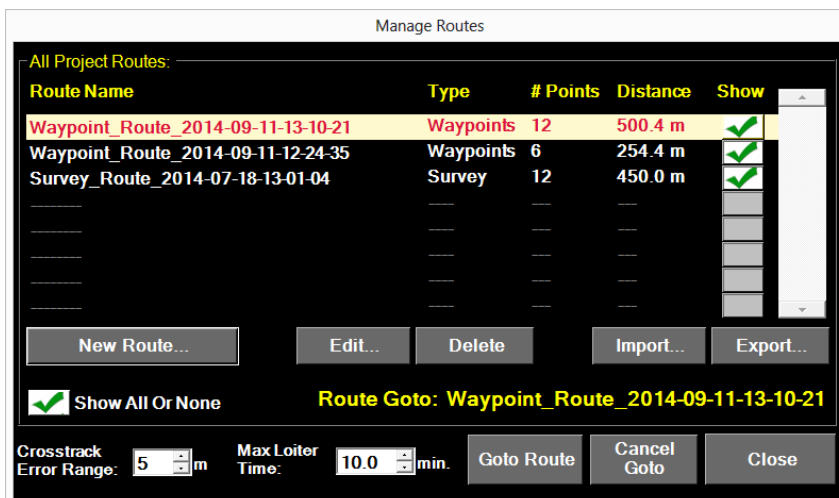 Manage Routes
All Project Routes:
Route Name Type # Points Distance Show
Waypoint_Route_2014-09-11-13-10-21 Waypoints 12 500.4 m
Waypoint_Route_2014-09-11-12-24-35 Waypoints 6 254.4 m
Survey_Route_2014-07-18-13-01-04 Survey 12 450.0 m
-------- ---- --- ---
-------- ---- --- ---
-------- ---- --- ---
-------- ---- --- ---
-------- ---- --- ---
New Route... Edit... Delete Import... Export...
Show All Or None Route Goto: Waypoint_Route_2014-09-11-13-10-21
Crosstrack Error Range: 5 m Max Loiter Time: 10.0 min. Goto Route Cancel Goto Close